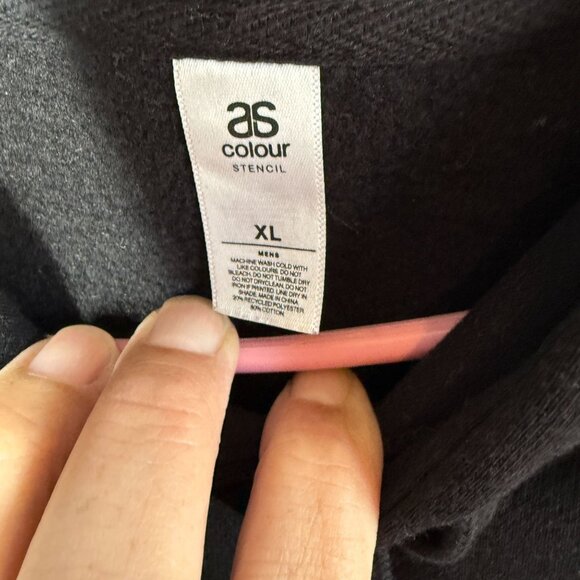 as
colour
STENCIL
XL
MENS
MACHINE WASH COLD WITH
LIKE COLOURS. DO NOT
BLEACH. DO NOT TUMBLE DRY
DO NOT DRYCLEAN. DO NOT
IRON IF PRINTED. LINE DRY IN
SHADE. MADE IN CHINA
20% RECYCLED POLYESTER
80% COTTON